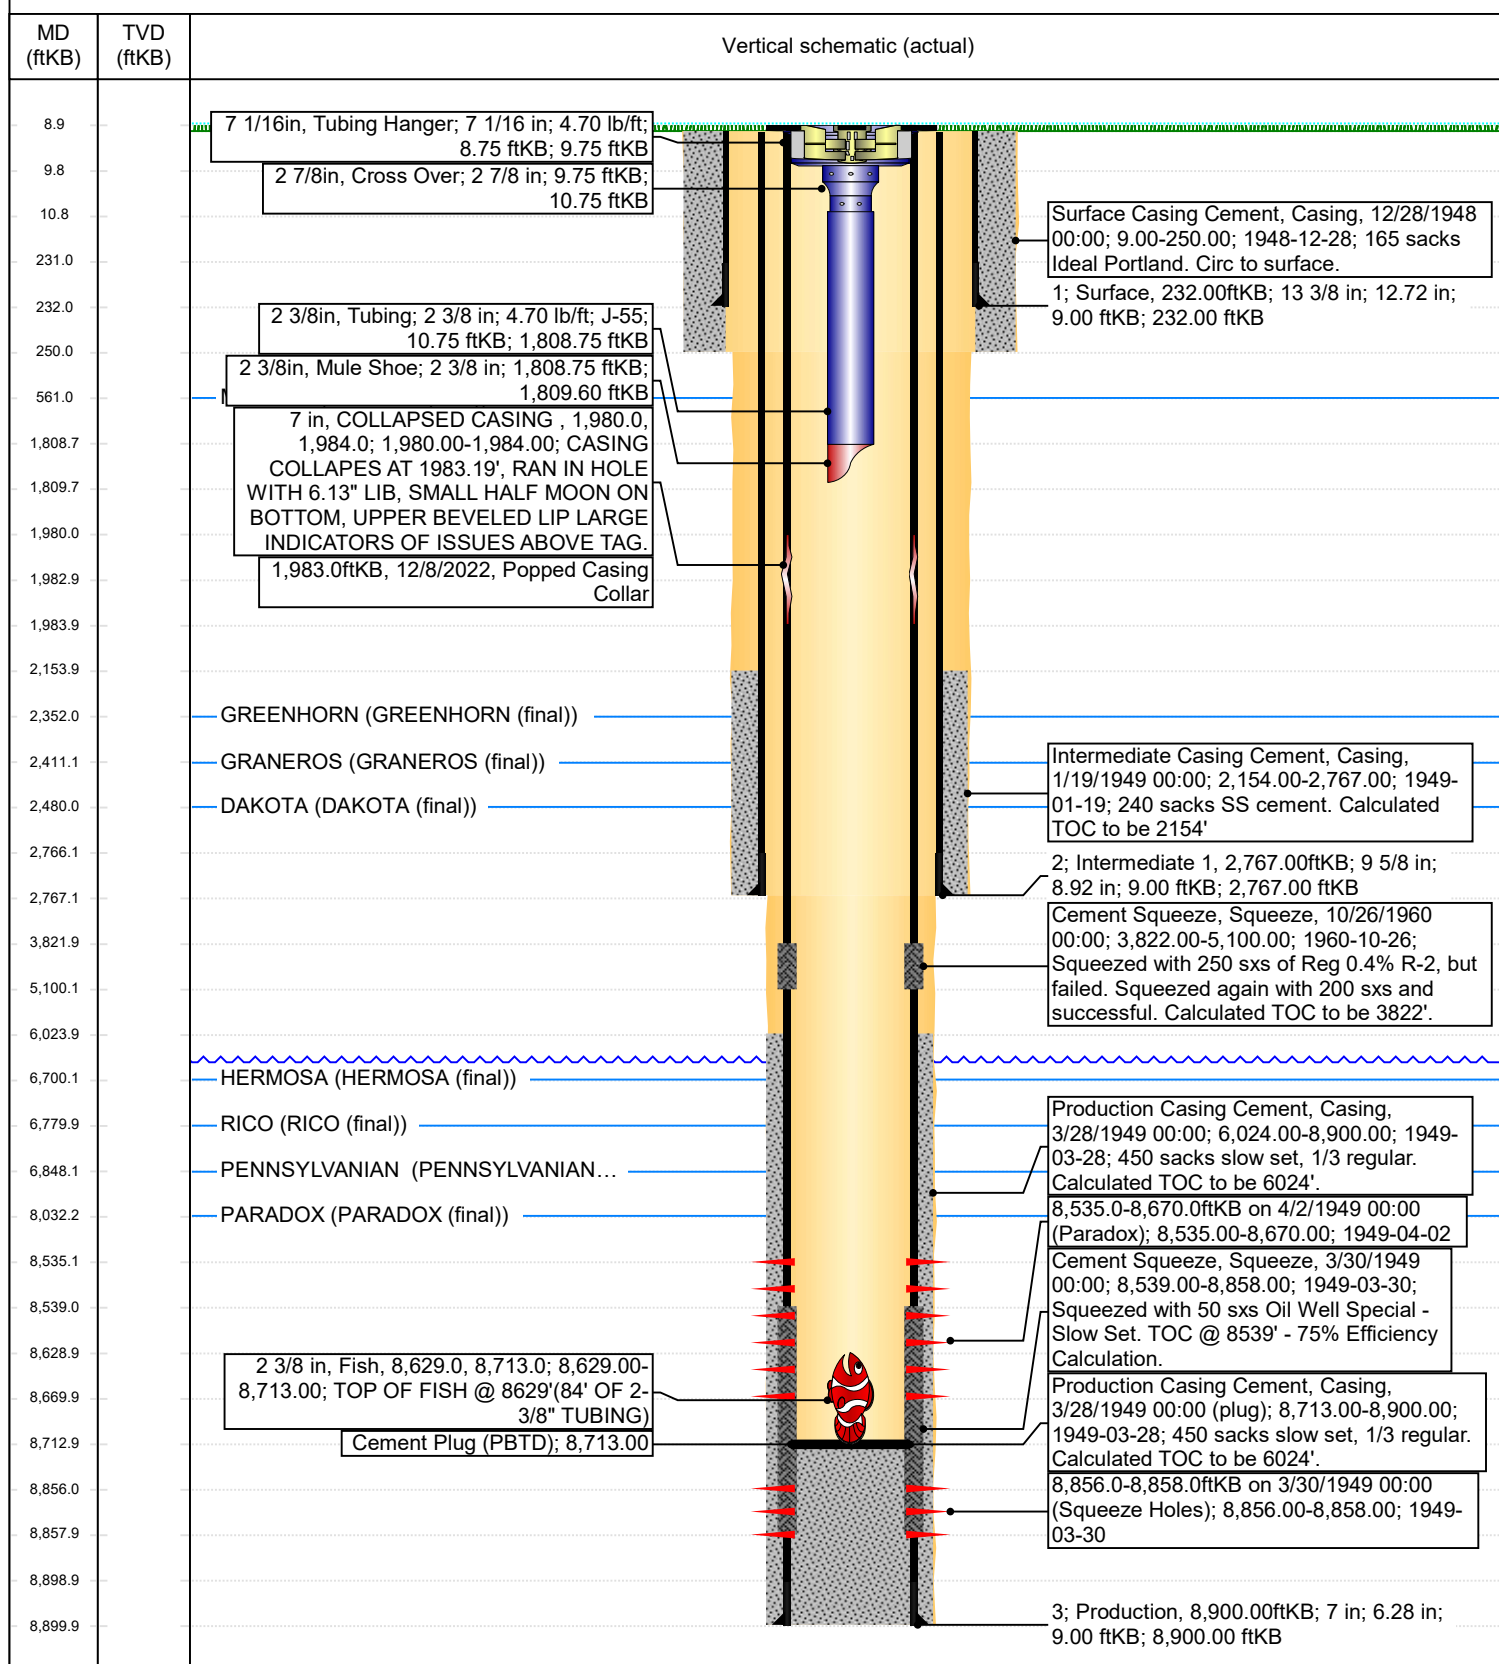 MD
(ftKB)
TVD
(ftKB)
Vertical schematic (actual)
8.9
9.8
10.8
231.0
232.0
250.0
561.0
1,808.7
1,809.7
1,980.0
1,982.9
1,983.9
2,153.9
2,352.0
2,411.1
2,480.0
2,766.1
2,767.1
3,821.9
5,100.1
6,023.9
6,700.1
6,779.9
6,848.1
8,032.2
8,535.1
8,539.0
8,628.9
8,669.9
8,712.9
8,856.0
8,857.9
8,898.9
8,899.9
7 1/16in, Tubing Hanger; 7 1/16 in; 4.70 lb/ft;
8.75 ftKB; 9.75 ftKB
2 7/8in, Cross Over; 2 7/8 in; 9.75 ftKB;
10.75 ftKB
2 3/8in, Tubing; 2 3/8 in; 4.70 lb/ft; J-55;
10.75 ftKB; 1,808.75 ftKB
2 3/8in, Mule Shoe; 2 3/8 in; 1,808.75 ftKB;
1,809.60 ftKB
7 in, COLLAPSED CASING , 1,980.0,
1,984.0; 1,980.00-1,984.00; CASING
COLLAPES AT 1983.19', RAN IN HOLE
WITH 6.13" LIB, SMALL HALF MOON ON
BOTTOM, UPPER BEVELED LIP LARGE
INDICATORS OF ISSUES ABOVE TAG.
1,983.0ftKB, 12/8/2022, Popped Casing
Collar
GREENHORN (GREENHORN (final))
GRANEROS (GRANEROS (final))
DAKOTA (DAKOTA (final))
HERMOSA (HERMOSA (final))
RICO (RICO (final))
PENNSYLVANIAN (PENNSYLVANIAN…
PARADOX (PARADOX (final))
2 3/8 in, Fish, 8,629.0, 8,713.0; 8,629.00-
8,713.00; TOP OF FISH @ 8629'(84' OF 2-
3/8" TUBING)
Cement Plug (PBTD); 8,713.00
Surface Casing Cement, Casing, 12/28/1948
00:00; 9.00-250.00; 1948-12-28; 165 sacks
Ideal Portland. Circ to surface.
1; Surface, 232.00ftKB; 13 3/8 in; 12.72 in;
9.00 ftKB; 232.00 ftKB
Intermediate Casing Cement, Casing,
1/19/1949 00:00; 2,154.00-2,767.00; 1949-
01-19; 240 sacks SS cement. Calculated
TOC to be 2154'
2; Intermediate 1, 2,767.00ftKB; 9 5/8 in;
8.92 in; 9.00 ftKB; 2,767.00 ftKB
Cement Squeeze, Squeeze, 10/26/1960
00:00; 3,822.00-5,100.00; 1960-10-26;
Squeezed with 250 sxs of Reg 0.4% R-2, but
failed. Squeezed again with 200 sxs and
successful. Calculated TOC to be 3822'.
Production Casing Cement, Casing,
3/28/1949 00:00; 6,024.00-8,900.00; 1949-
03-28; 450 sacks slow set, 1/3 regular.
Calculated TOC to be 6024'.
8,535.0-8,670.0ftKB on 4/2/1949 00:00
(Paradox); 8,535.00-8,670.00; 1949-04-02
Cement Squeeze, Squeeze, 3/30/1949
00:00; 8,539.00-8,858.00; 1949-03-30;
Squeezed with 50 sxs Oil Well Special -
Slow Set. TOC @ 8539' - 75% Efficiency
Calculation.
Production Casing Cement, Casing,
3/28/1949 00:00 (plug); 8,713.00-8,900.00;
1949-03-28; 450 sacks slow set, 1/3 regular.
Calculated TOC to be 6024'.
8,856.0-8,858.0ftKB on 3/30/1949 00:00
(Squeeze Holes); 8,856.00-8,858.00; 1949-
03-30
3; Production, 8,900.00ftKB; 7 in; 6.28 in;
9.00 ftKB; 8,900.00 ftKB